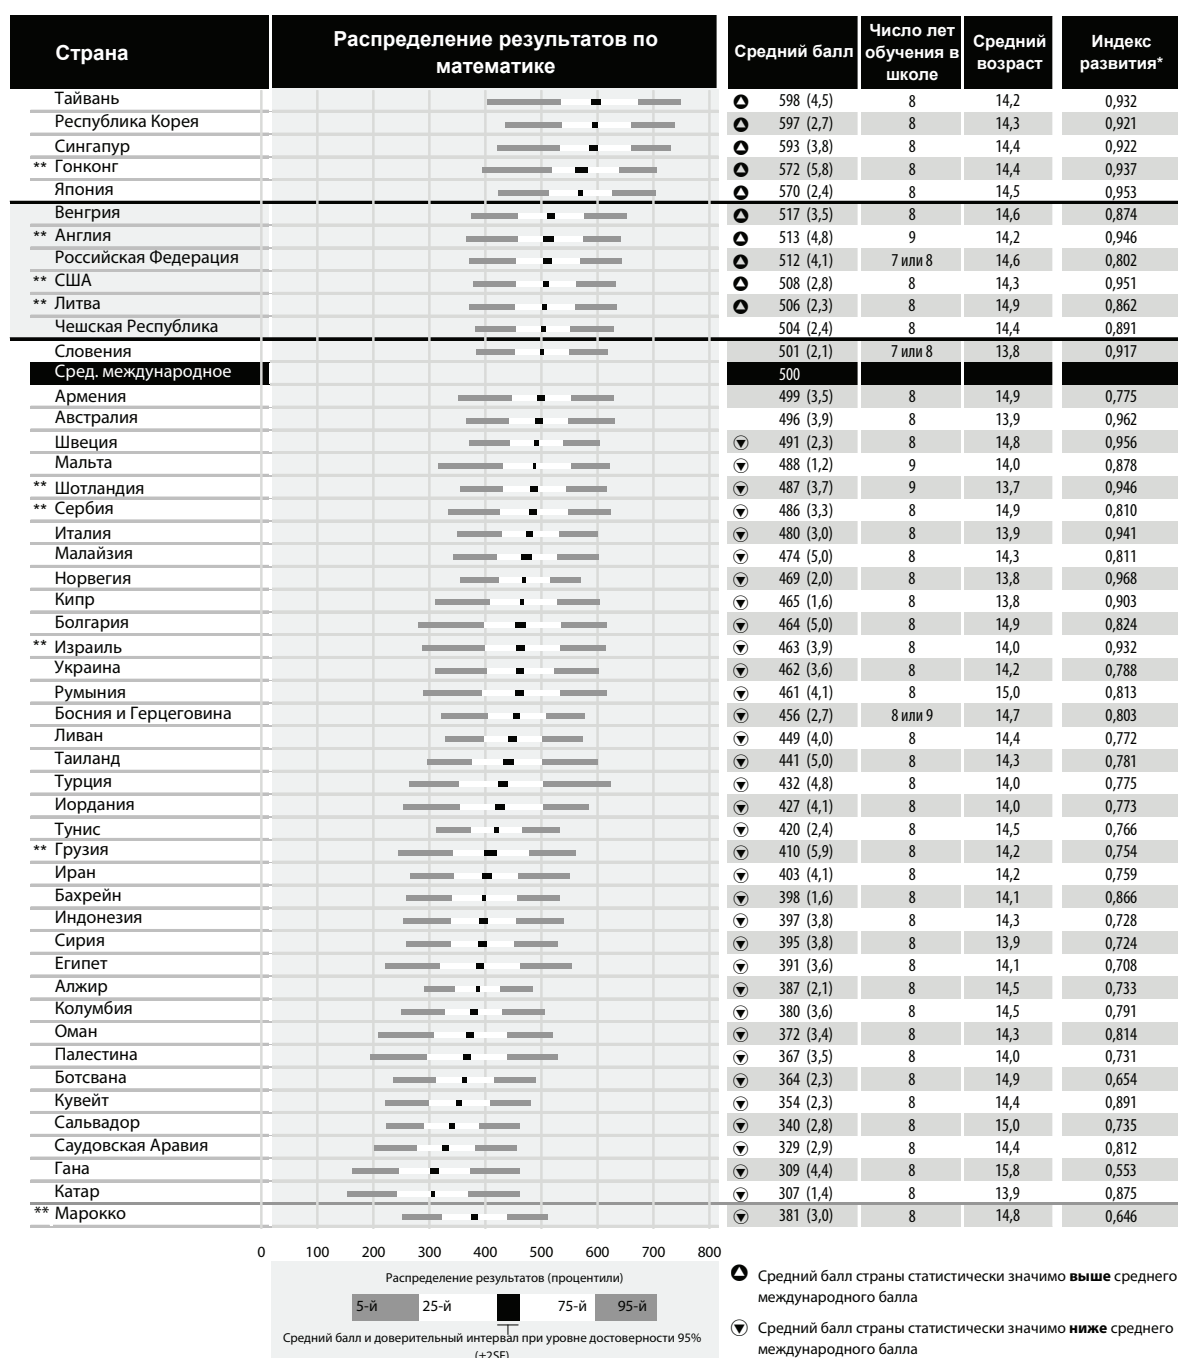 Страна Распределение результатов по математике Средний балл Число лет обучения в школе Средний возраст Индекс развития*
Тайвань 598 (4,5) 8 14,2 0,932
Республика Корея 597 (2,7) 8 14,3 0,921
Сингапур 593 (3,8) 8 14,4 0,922
** Гонконг 572 (5,8) 8 14,4 0,937
Япония 570 (2,4) 8 14,5 0,953
Венгрия 517 (3,5) 8 14,6 0,874
** Англия 513 (4,8) 9 14,2 0,946
Российская Федерация 512 (4,1) 7 или 8 14,6 0,802
** США 508 (2,8) 8 14,3 0,951
** Литва 506 (2,3) 8 14,9 0,862
Чешская Республика 504 (2,4) 8 14,4 0,891
Словения 501 (2,1) 7 или 8 13,8 0,917
Сред. международное 500
Армения 499 (3,5) 8 14,9 0,775
Австралия 496 (3,9) 8 13,9 0,962
Швеция 491 (2,3) 8 14,8 0,956
Мальта 488 (1,2) 9 14,0 0,878
** Шотландия 487 (3,7) 9 13,7 0,946
** Сербия 486 (3,3) 8 14,9 0,810
Италия 480 (3,0) 8 13,9 0,941
Малайзия 474 (5,0) 8 14,3 0,811
Норвегия 469 (2,0) 8 13,8 0,968
Кипр 465 (1,6) 8 13,8 0,903
Болгария 464 (5,0) 8 14,9 0,824
** Израиль 463 (3,9) 8 14,0 0,932
Украина 462 (3,6) 8 14,2 0,788
Румыния 461 (4,1) 8 15,0 0,813
Босния и Герцеговина 456 (2,7) 8 или 9 14,7 0,803
Ливан 449 (4,0) 8 14,4 0,772
Таиланд 441 (5,0) 8 14,3 0,781
Турция 432 (4,8) 8 14,0 0,775
Иордания 427 (4,1) 8 14,0 0,773
Тунис 420 (2,4) 8 14,5 0,766
** Грузия 410 (5,9) 8 14,2 0,754
Иран 403 (4,1) 8 14,2 0,759
Бахрейн 398 (1,6) 8 14,1 0,866
Индонезия 397 (3,8) 8 14,3 0,728
Сирия 395 (3,8) 8 13,9 0,724
Египет 391 (3,6) 8 14,1 0,708
Алжир 387 (2,1) 8 14,5 0,733
Колумбия 380 (3,6) 8 14,5 0,791
Оман 372 (3,4) 8 14,3 0,814
Палестина 367 (3,5) 8 14,0 0,731
Ботсвана 364 (2,3) 8 14,9 0,654
Кувейт 354 (2,3) 8 14,4 0,891
Сальвадор 340 (2,8) 8 15,0 0,735
Саудовская Аравия 329 (2,9) 8 14,4 0,812
Гана 309 (4,4) 8 15,8 0,553
Катар 307 (1,4) 8 13,9 0,875
** Марокко 381 (3,0) 8 14,8 0,646
0 100 200 300 400 500 600 700 800
Распределение результатов (процентили)
5-й 25-й 75-й 95-й
Средний балл и доверительный интервал при уровне достоверности 95%
(±2SE)
Средний балл страны статистически значимо выше среднего
международного балла
Средний балл страны статистически значимо ниже среднего
международного балла